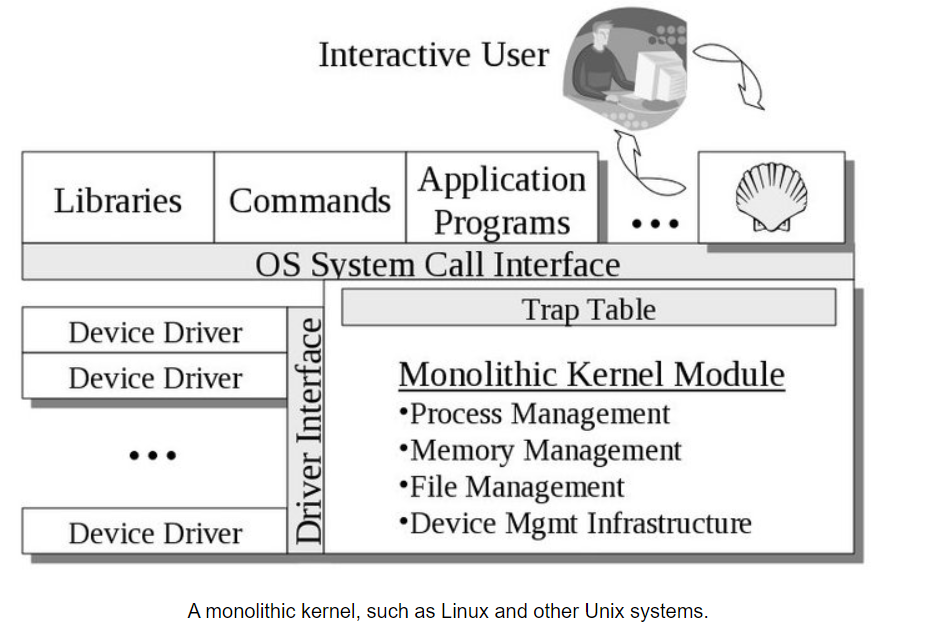 Interactive User
Libraries
Commands
Application
Programs
•••
OS System Call Interface
Trap Table
Device Driver
Device Driver
•••
Device Driver
Driver Interface
Monolithic Kernel Module
•Process Management
•Memory Management
•File Management
•Device Mgmt Infrastructure
A monolithic kernel, such as Linux and other Unix systems.